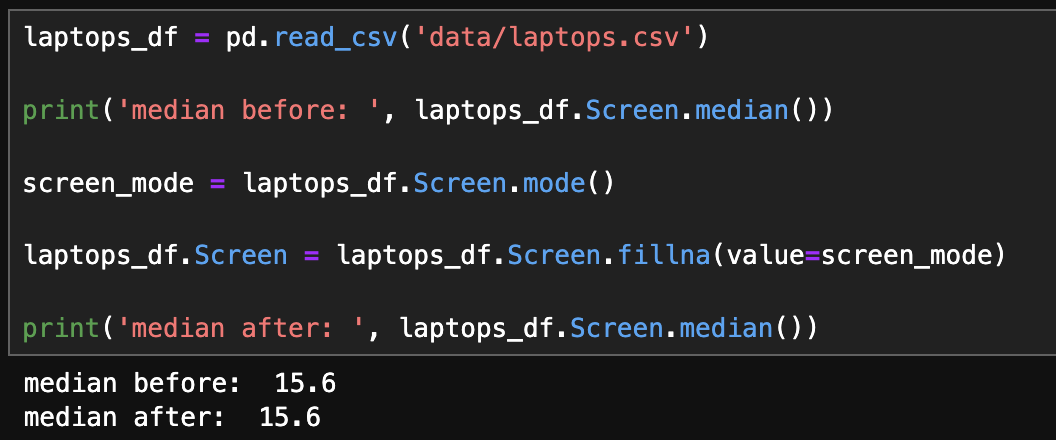 laptops_df = pd.read_csv('data/laptops.csv')
print('median before: ', laptops_df.Screen.median())
screen_mode = laptops_df.Screen.mode()
laptops_df.Screen = laptops_df.Screen.fillna(value=screen_mode)
print('median after: ', laptops_df.Screen.median())
median before:  15.6
median after:  15.6